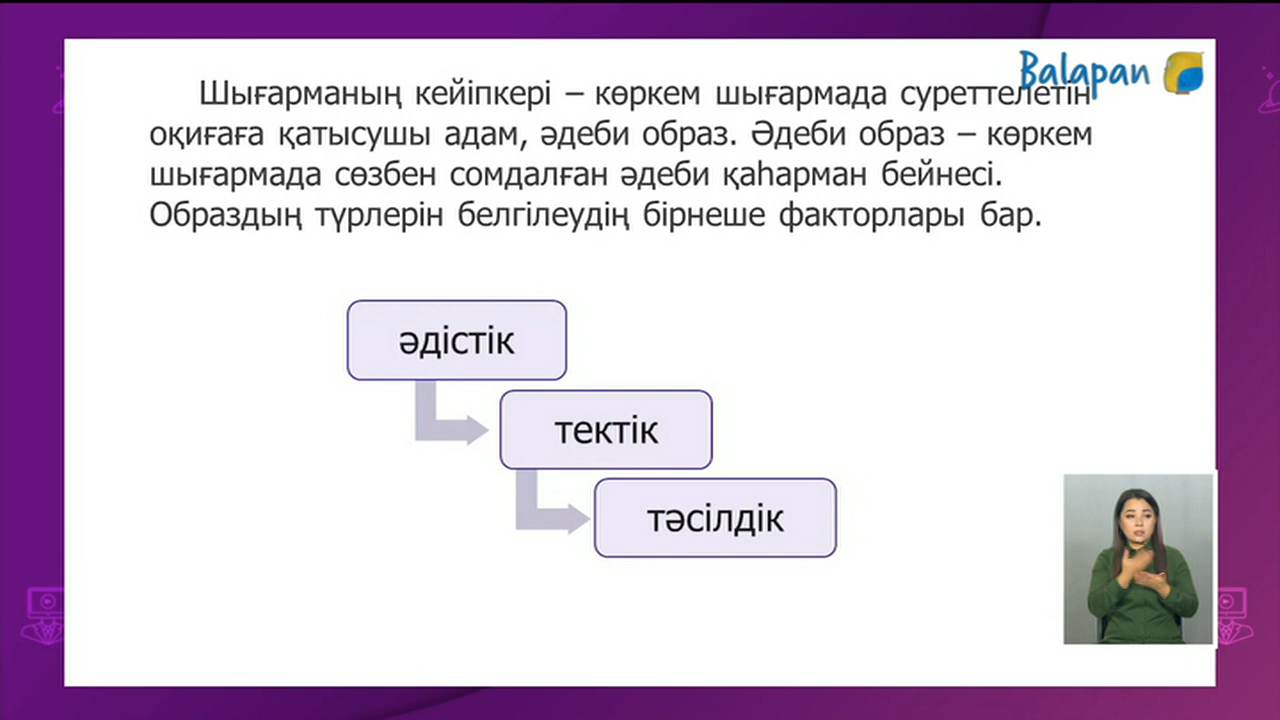 Balapan
Шығарманың кейіпкері – көркем шығармада суреттелетін
оқиғаға қатысушы адам, әдеби образ. Әдеби образ – көркем
шығармада сөзбен сомдалған әдеби қаһарман бейнесі.
Образдың түрлерін белгілеудің бірнеше факторлары бар.
әдістік
тектік
тәсілдік